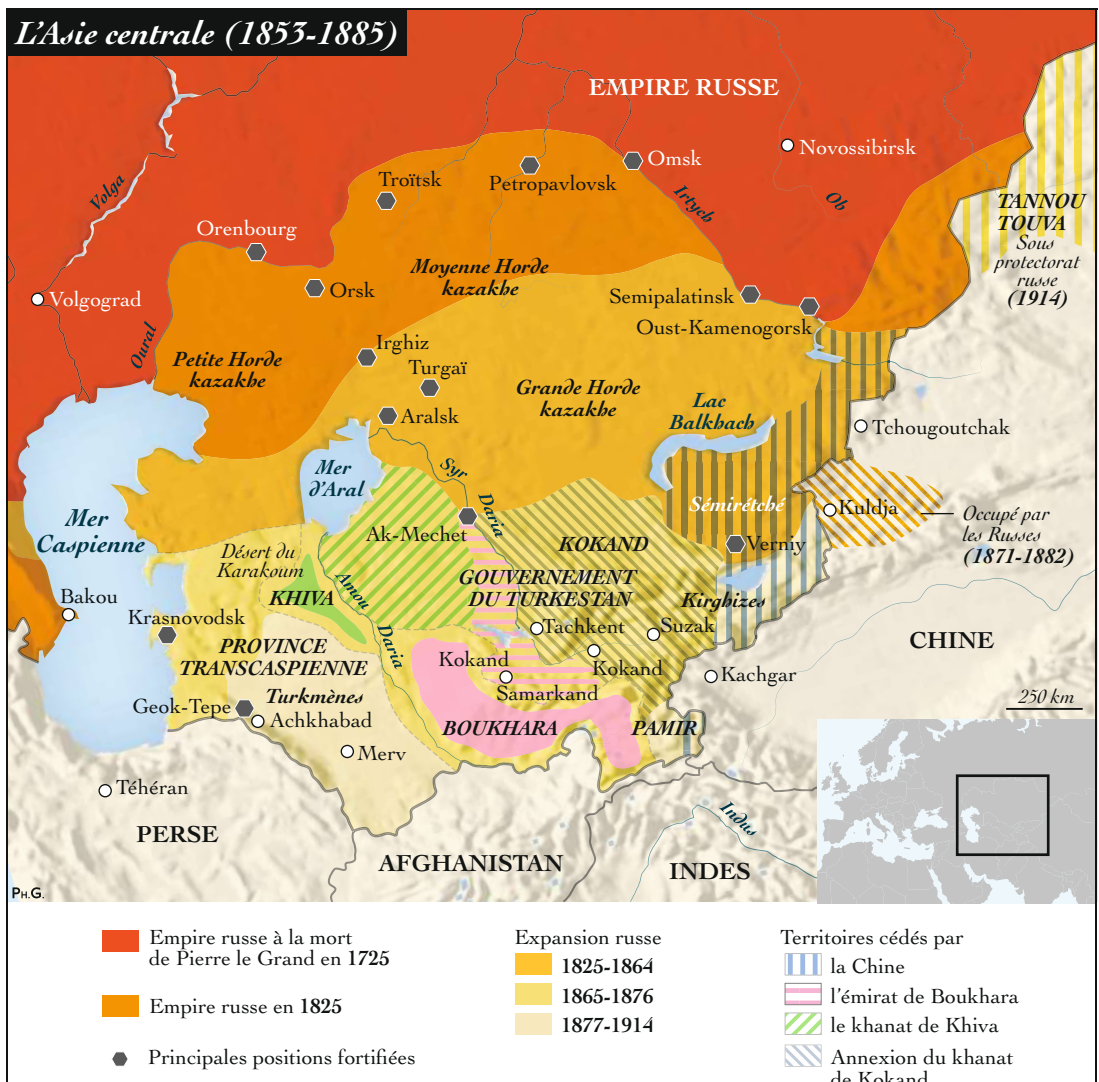 L'Asie centrale (1853-1885)
EMPIRE RUSSE
Novossibirsk
Omsk
Petropavlovsk
Troïtsk
Volga
Irtych
Ob
TANNOU
TOUVA
Sous
protectorat
russe
(1914)
Orenbourg
Orsk
Moyenne Horde
kazakhe
Volgograd
Semipalatinsk
Oust-Kamenogorsk
Oural
Petite Horde
kazakhe
Irghiz
Turgaï
Aralsk
Grande Horde
kazakhe
Lac
Balkhach
Tchougoutchak
Mer
d'Aral
Syr
Daria
Mer
Caspienne
Sémirétché
Kuldja
Occupé par
les Russes
(1871-1882)
Ak-Mechet
KOKAND
Verniy
Désert du
Karakoum
KHIVA
Amou
Daria
GOUVERNEMENT
DU TURKESTAN
Kirghizes
Bakou
Krasnovodsk
Tachkent
Suzak
CHINE
PROVINCE
TRANSCASPIENNE
Kokand
Kokand
Samarkand
Kachgar
Turkmènes
Geok-Tepe
Achkhabad
BOUKHARA
PAMIR
250 km
Merv
Téhéran
PERSE
AFGHANISTAN
INDES
Indus
PH.G.
Empire russe à la mort
de Pierre le Grand en 1725
Empire russe en 1825
Principales positions fortifiées
Expansion russe
1825-1864
1865-1876
1877-1914
Territoires cédés par
la Chine
l'émirat de Boukhara
le khanat de Khiva
Annexion du khanat
de Kokand